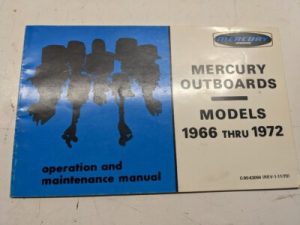 MERCURY
MERCURY
OUTBOARDS
MODELS
1966 THRU 1972
operation and
maintenance manual